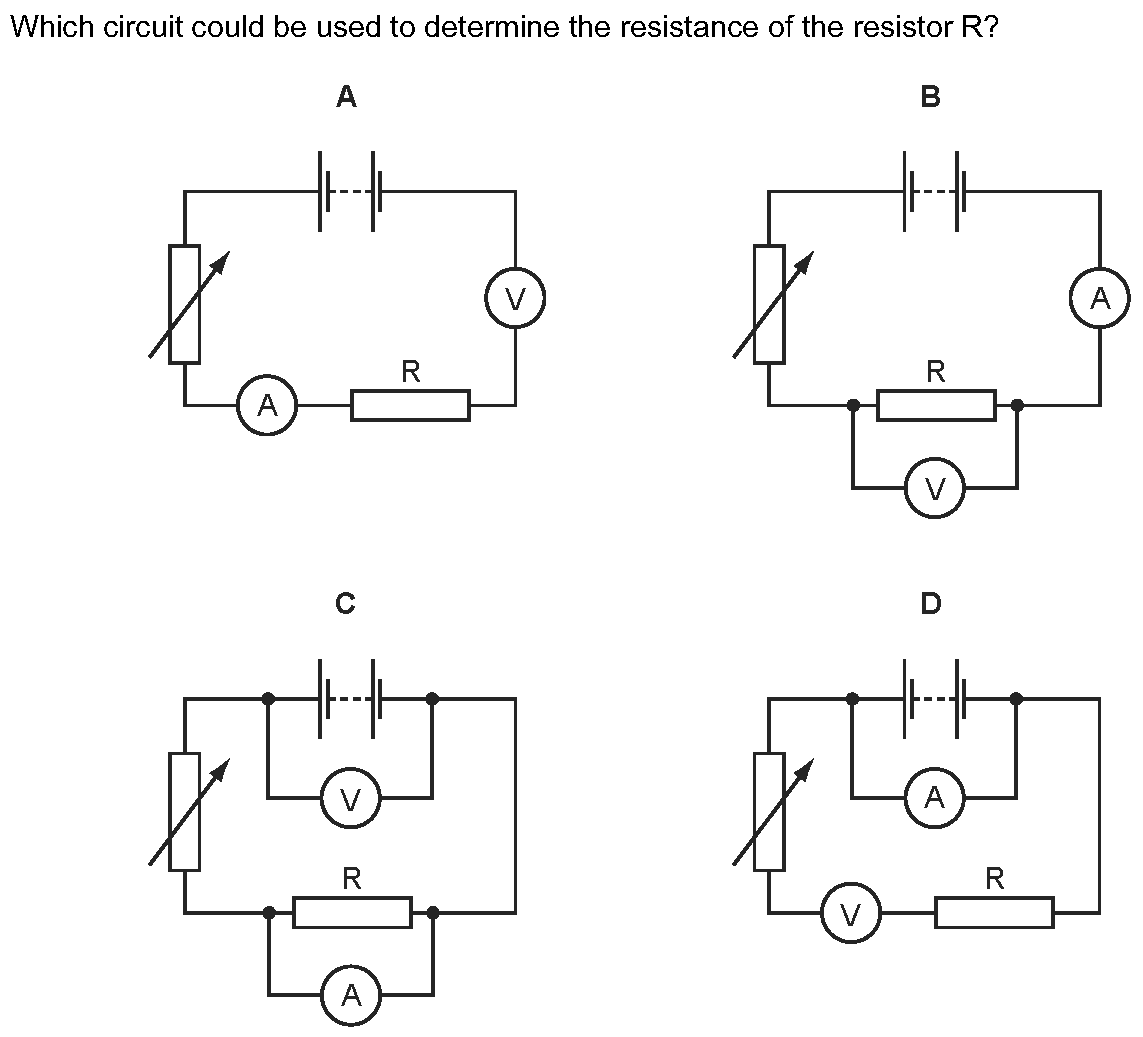 Which circuit could be used to determine the resistance of the resistor R?
A
B
V
A
R
A
R
V
C
D
V
A
R
R
V
A